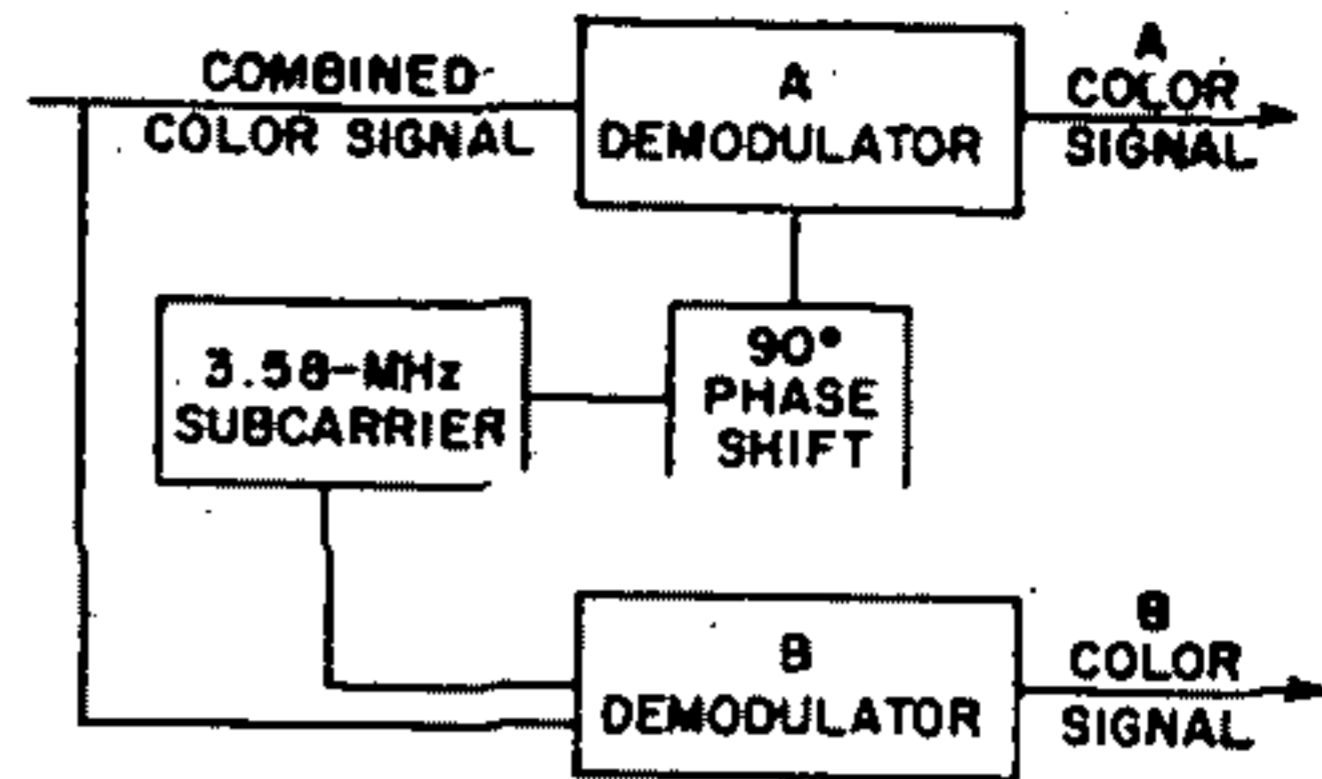 COMBINED
COLOR SIGNAL
A
DEMODULATOR
A
COLOR
SIGNAL
3.58-MHz
SUBCARRIER
90°
PHASE
SHIFT
B
DEMODULATOR
B
COLOR
SIGNAL